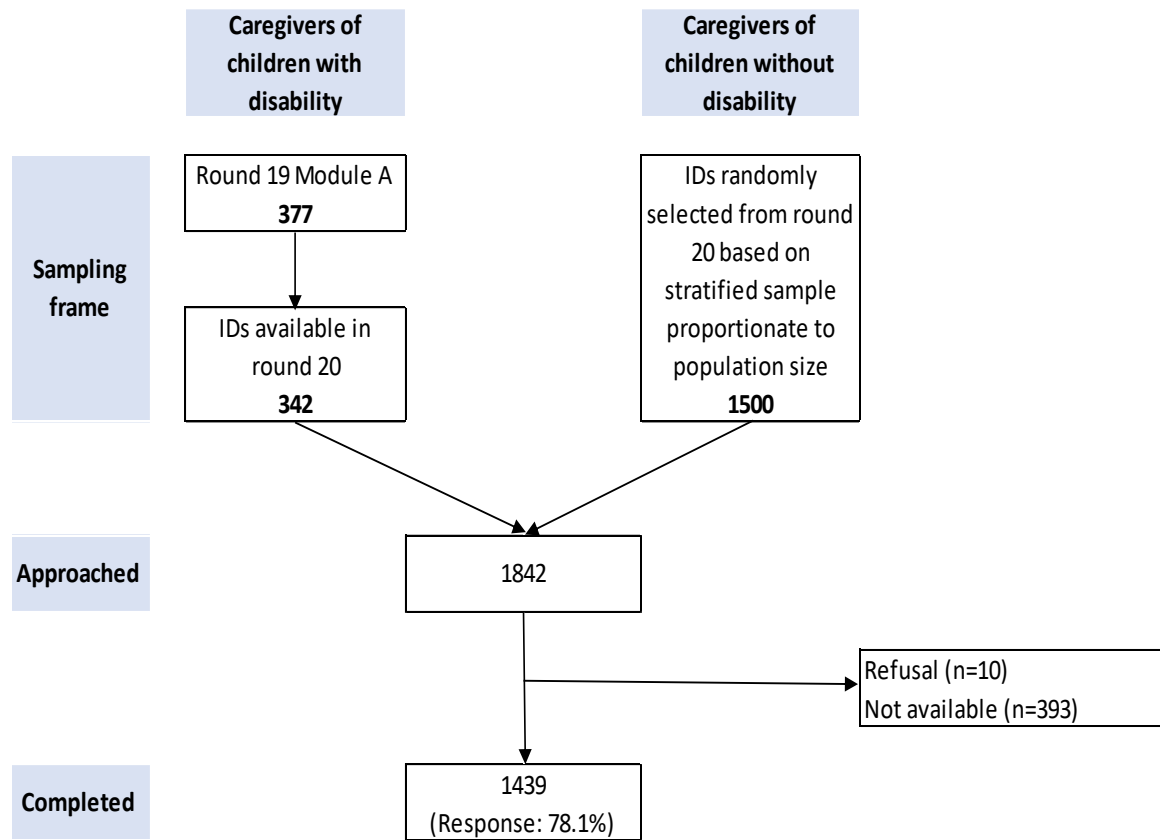 Caregivers of
children with
disability
Caregivers of
children without
disability
Sampling
frame
Round 19 Module A
377
IDs available in
round 20
342
IDs randomly
selected from round
20 based on
stratified sample
proportionate to
population size
1500
Approached
1842
Refusal (n=10)
Not available (n=393)
Completed
1439
(Response: 78.1%)